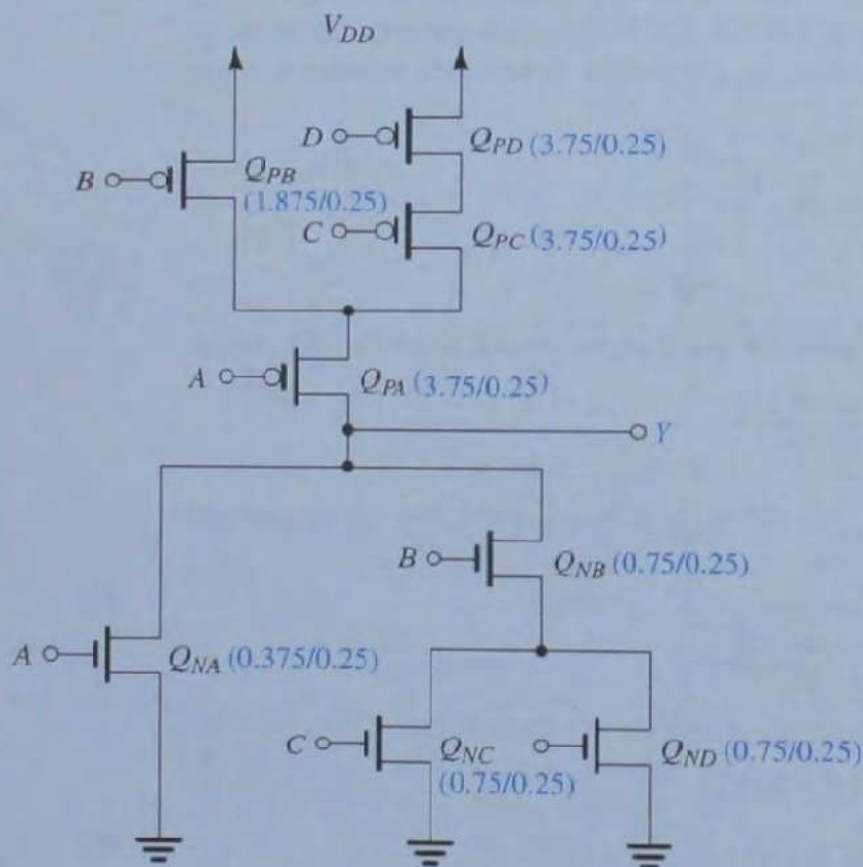 V_DD
D
Q_PD (3.75/0.25)
B
Q_PB
(1.875/0.25)
C
Q_PC (3.75/0.25)
A
Q_PA (3.75/0.25)
Y
B
Q_NB (0.75/0.25)
A
Q_NA (0.375/0.25)
C
Q_NC
(0.75/0.25)
Q_ND (0.75/0.25)